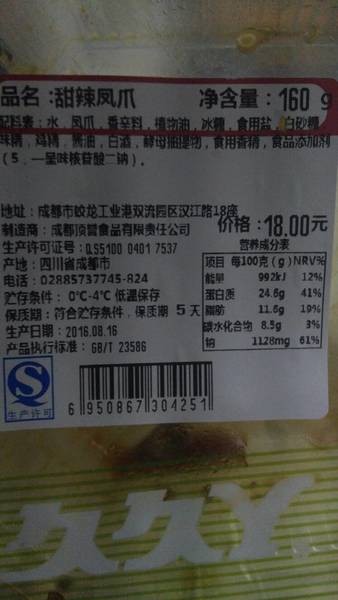 品名:甜辣凤爪 净含量:160 g
配料表:水,凤爪,香辛料,植物油,冰糖,食用盐,白砂糖
味精,鸡精,酱油,白酒,酵母抽提物,食用香精,食品添加剂
(5,-呈味核苷酸二钠).
地址:成都市蛟龙工业港双流园区汉江路18座
制造商:成都顶誉食品有限责任公司
价格:18.00元
生产许可证号:QS5100 0401 7537
产地:四川省成都市
电话:02885737745-824
贮存条件: 0℃-4℃ 低温保存
保质期:符合贮存条件,保质期 5 天
生产日期:2016.08.16
产品执行标准: GB/T 23586
营养成分表
项目 每100克(g) NRV%
能量 992kJ 12%
蛋白质 24.6g 41%
脂肪 11.6g 19%
碳水化合物 8.5g 3%
钠 1128mg 61%
生产许可
6 950867 304251
久久丫